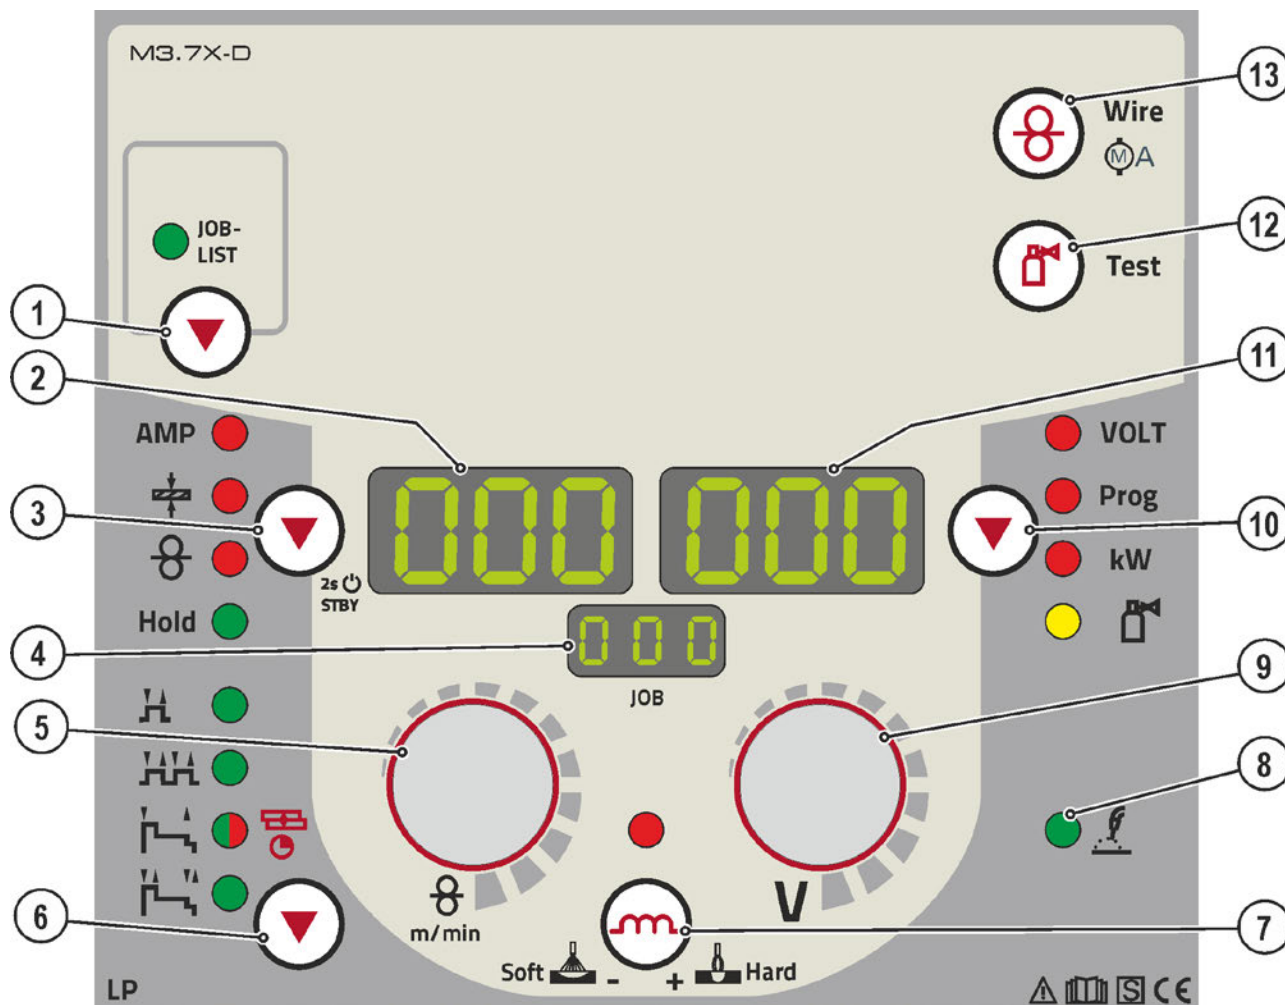 M3.7X-D
13
Wire
M A
JOB-
LIST
12
Test
1
2
11
AMP
VOLT
000
000
3
Prog
10
2s
STBY
kW
Hold
4
000
JOB
9
5
8
6
m/min
V
7
Soft - + Hard
LP
S CE